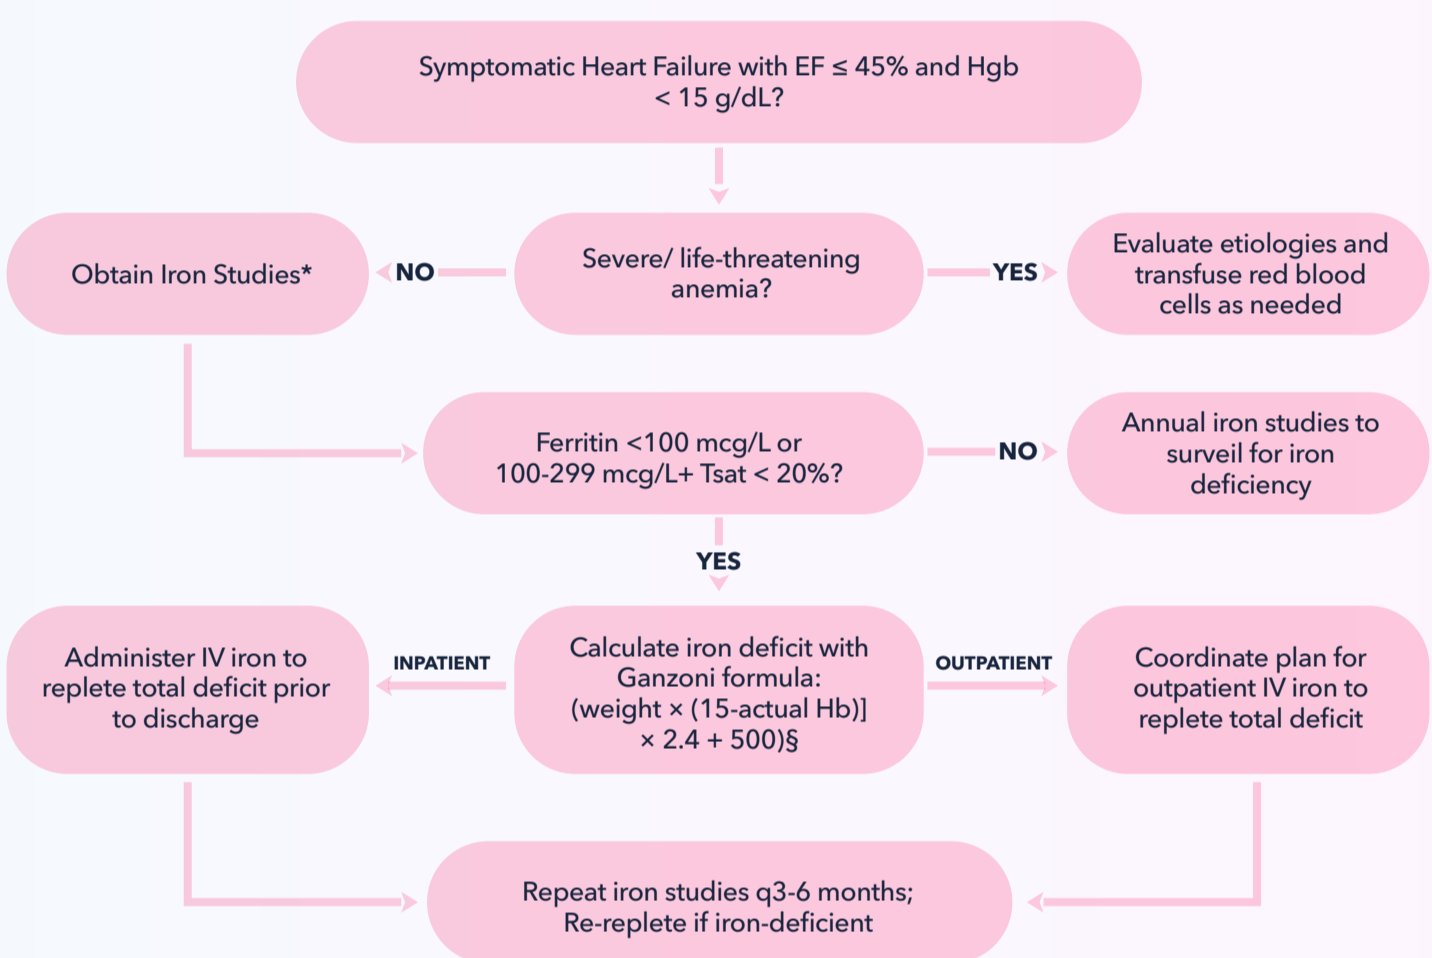 Symptomatic Heart Failure with EF ≤ 45% and Hgb
< 15 g/dL?
Obtain Iron Studies*
NO
Severe/ life-threatening
anemia?
YES
Evaluate etiologies and
transfuse red blood
cells as needed
Ferritin <100 mcg/L or
100-299 mcg/L+ Tsat < 20%?
NO
Annual iron studies to
surveil for iron
deficiency
YES
Administer IV iron to
replete total deficit prior
to discharge
INPATIENT
Calculate iron deficit with
Ganzoni formula:
(weight × (15-actual Hb)]
× 2.4 + 500)§
OUTPATIENT
Coordinate plan for
outpatient IV iron to
replete total deficit
Repeat iron studies q3-6 months;
Re-replete if iron-deficient